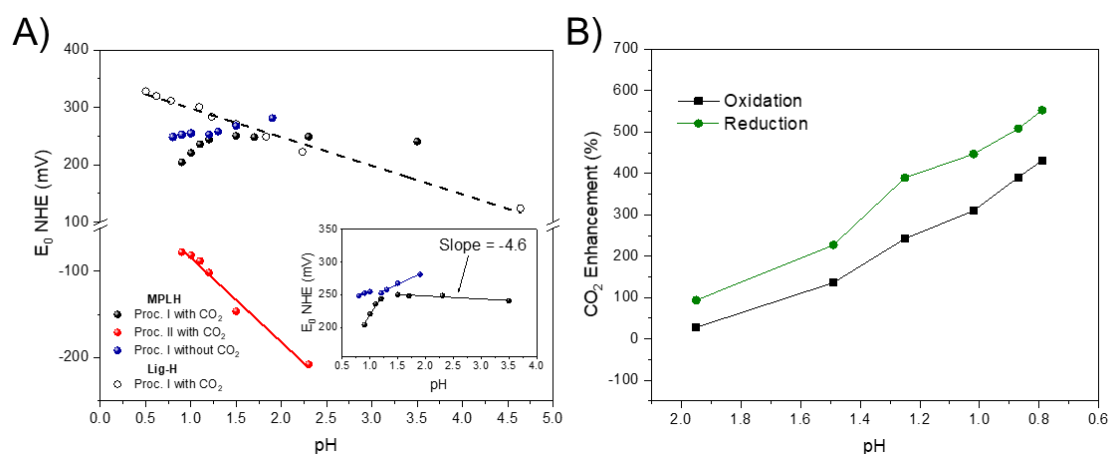 A)
400
300
200
100
-100
-200
E₀ NHE (mV)
0.0
0.5
1.0
1.5
2.0
2.5
3.0
3.5
4.0
4.5
5.0
pH
MPLH
Proc. I with CO₂
Proc. II with CO₂
Proc. I without CO₂
Lig-H
Proc. I with CO₂
350
300
250
200
E₀ NHE (mV)
Slope = -4.6
0.5
1.0
1.5
2.0
2.5
3.0
3.5
4.0
pH
B)
700
600
500
400
300
200
100
0
-100
CO₂ Enhancement (%)
Oxidation
Reduction
2.0
1.8
1.6
1.4
1.2
1.0
0.8
0.6
pH